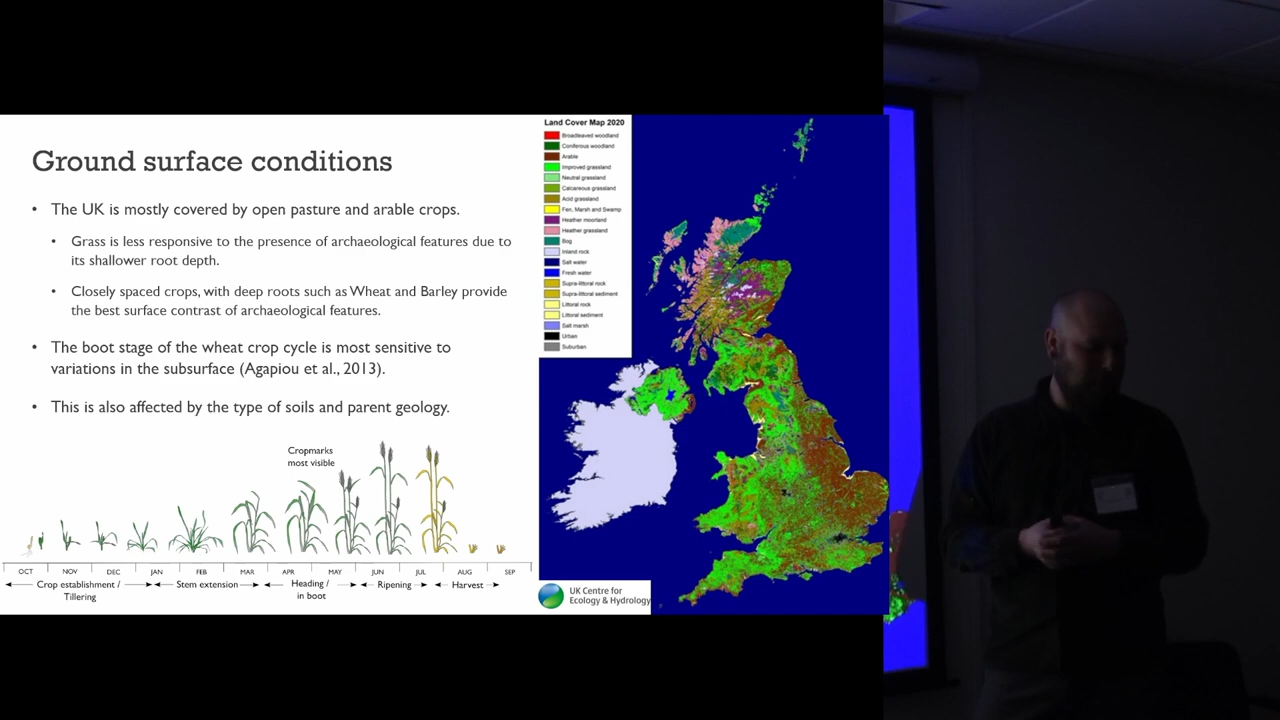 Ground surface conditions
• The UK is mostly covered by open pasture and arable crops.
• Grass is less responsive to the presence of archaeological features due to
its shallower root depth.
• Closely spaced crops, with deep roots such as Wheat and Barley provide
the best surface contrast of archaeological features.
• The boot stage of the wheat crop cycle is most sensitive to
variations in the subsurface (Agapiou et al., 2013).
• This is also affected by the type of soils and parent geology.
Cropmarks
most visible
OCT NOV DEC JAN FEB MAR APR MAY JUN JUL AUG SEP
Crop establishment /
Tillering
Stem extension
Heading /
in boot
Ripening
Harvest
Land Cover Map 2020
Broadleaved woodland
Coniferous woodland
Arable
Improved grassland
Neutral grassland
Calcareous grassland
Acid grassland
Fen, Marsh and Swamp
Heather moorland
Heather grassland
Bog
Inland rock
Salt water
Fresh water
Supra-littoral rock
Supra-littoral sediment
Littoral rock
Littoral sediment
Salt marsh
Urban
Suburban
UK Centre for
Ecology & Hydrology